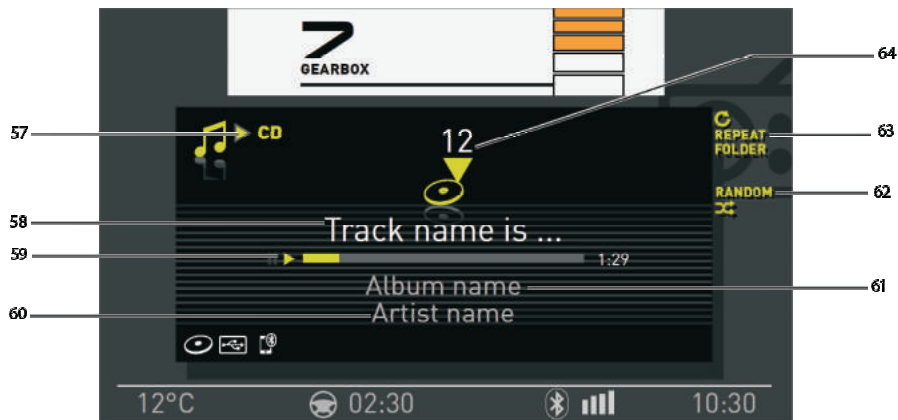 7
GEARBOX
64
57
CD
12
REPEAT
FOLDER
63
RANDOM
62
58
Track name is ...
59
1:29
Album name
61
60
Artist name
12°C
02:30
10:30